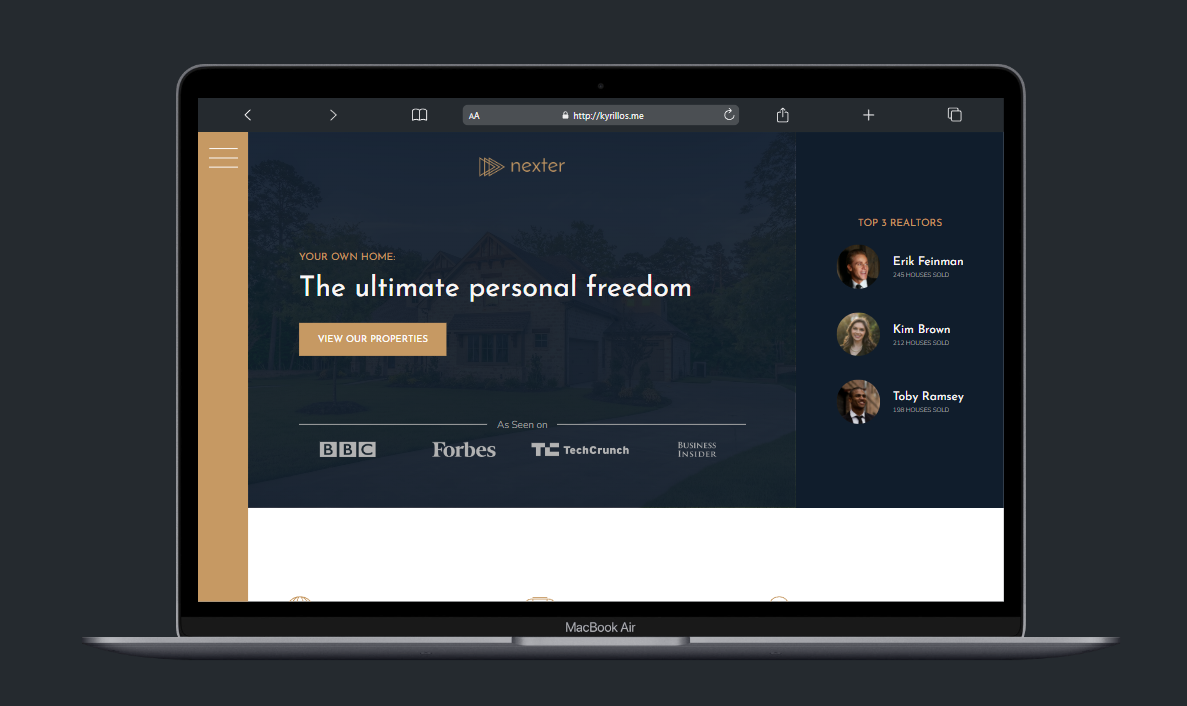 AA
http://kyrillos.me
nexter
YOUR OWN HOME:
The ultimate personal freedom
VIEW OUR PROPERTIES
As Seen on
BBC
Forbes
TC TechCrunch
BUSINESS
INSIDER
TOP 3 REALTORS
Erik Feinman
245 HOUSES SOLD
Kim Brown
212 HOUSES SOLD
Toby Ramsey
198 HOUSES SOLD
MacBook Air